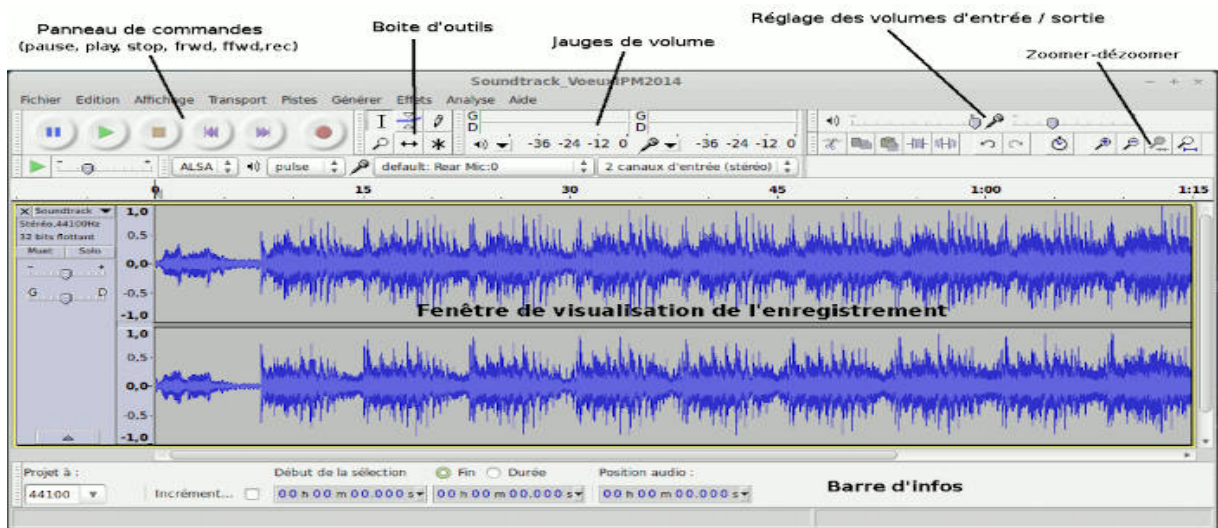 Réglage des volumes d'entrée / sortie
Panneau de commandes
(pause, play, stop, frwd, ffwd,rec)
Boite d'outils
Jauges de volume
Zoomer-dézoomer
Soundtrack_VoeuxIPM2014
Fichier Edition Affichage Transport Pistes Générer Effets Analyse Aide
G
D
-36 -24 -12 0
G
D
-36 -24 -12 0
ALSA pulse default: Rear Mic:0 2 canaux d'entrée (stéréo)
0 15 30 45 1:00 1:15
X Soundtrack
Stéréo,44100Hz
32 bits flottant
Muet Solo
- +
G D
1,0
0,5
0,0
-0,5
-1,0
Fenêtre de visualisation de l'enregistrement
1,0
0,5
0,0
-0,5
-1,0
Projet à : Début de la sélection Fin Durée Position audio :
44100 Incrément... 00 h 00 m 00.000 s 00 h 00 m 00.000 s 00 h 00 m 00.000 s
Barre d'infos